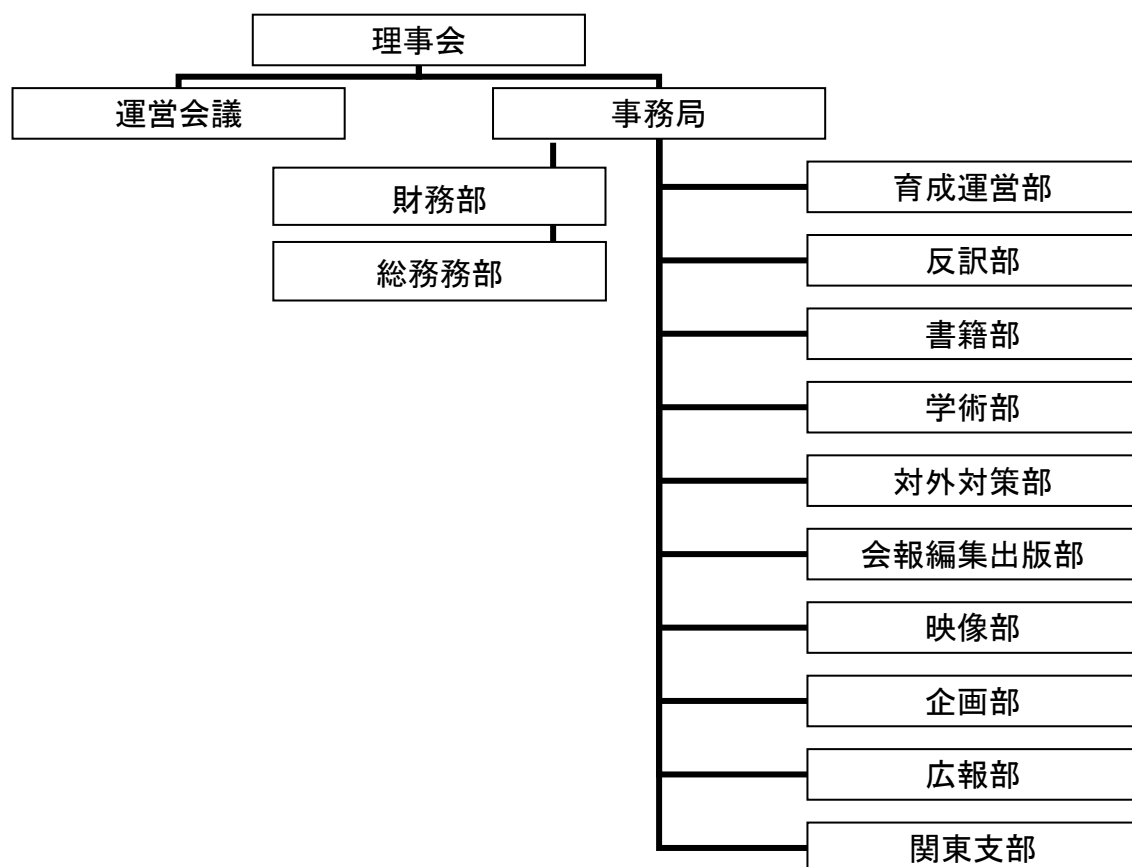 理事会
運営会議
事務局
財務部
総務務部
育成運営部
反訳部
書籍部
学術部
対外対策部
会報編集出版部
映像部
企画部
広報部
関東支部